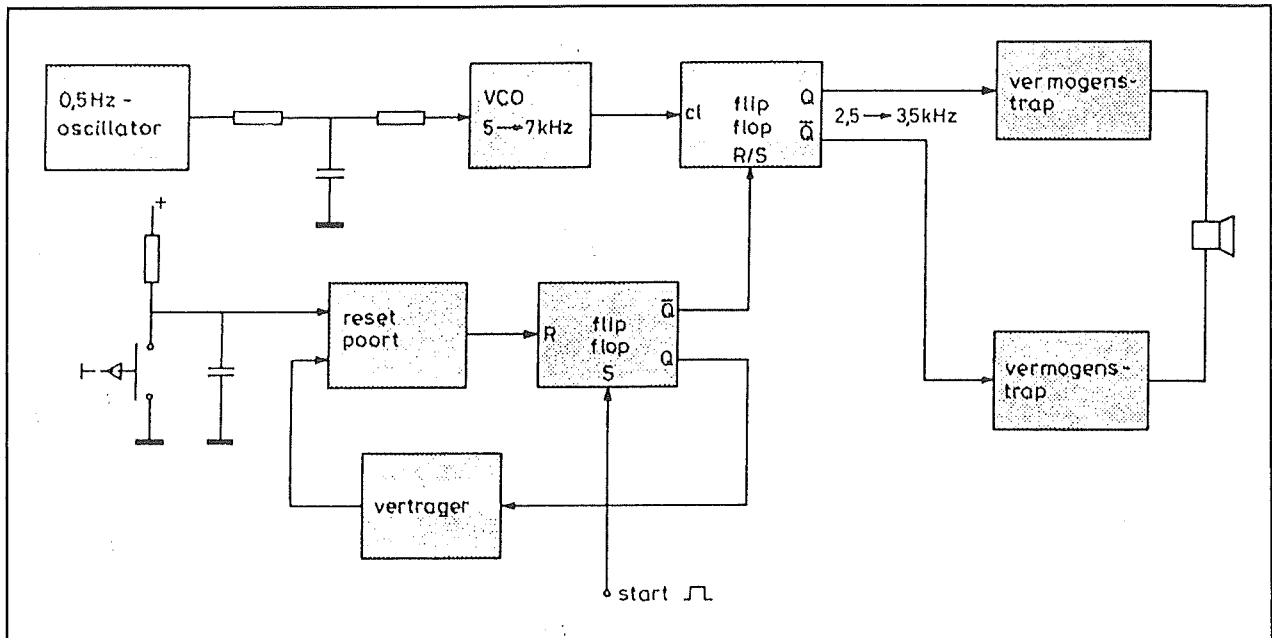 0,5Hz -
oscillator
VCO
5 → 7kHz
cl
flip
flop
R/S
Q
Q̅
2,5 → 3,5kHz
vermogens-
trap
+
reset
poort
R
flip
flop
S
Q̅
Q
vermogens-
trap
vertrager
start